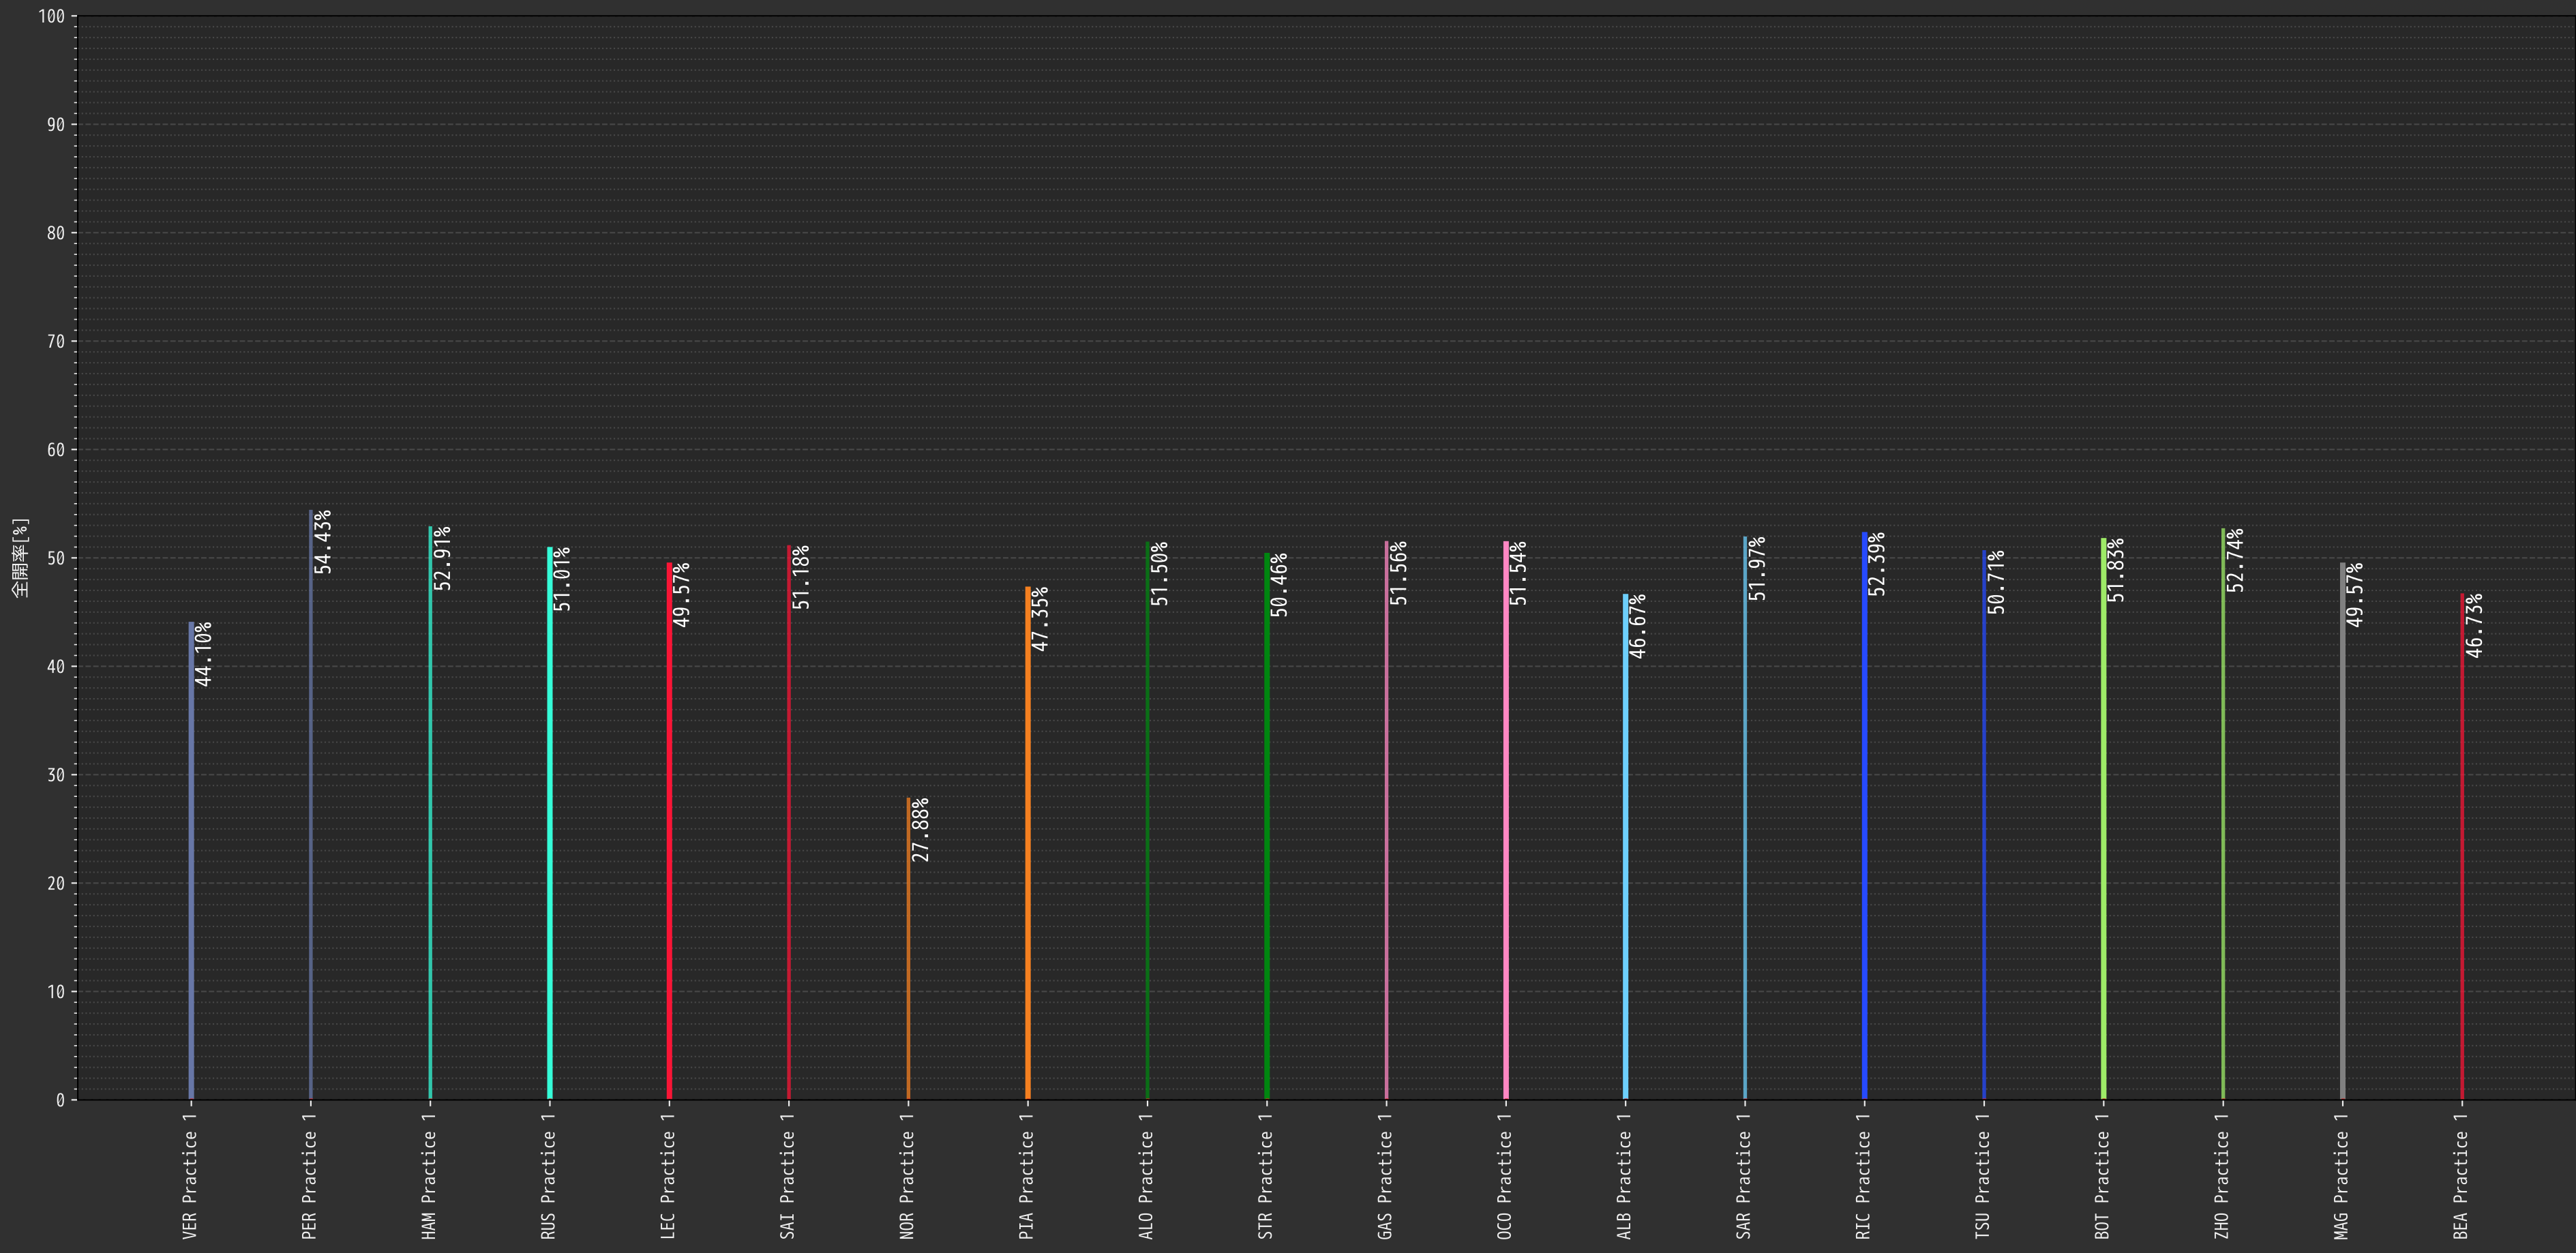 全開率[%]
100
90
80
70
60
50
40
30
20
10
0
44.10%
54.43%
52.91%
51.01%
49.57%
51.18%
27.88%
47.35%
51.50%
50.46%
51.56%
51.54%
46.67%
51.97%
52.39%
50.71%
51.83%
52.74%
49.57%
46.73%
VER Practice 1
PER Practice 1
HAM Practice 1
RUS Practice 1
LEC Practice 1
SAI Practice 1
NOR Practice 1
PIA Practice 1
ALO Practice 1
STR Practice 1
GAS Practice 1
OCO Practice 1
ALB Practice 1
SAR Practice 1
RIC Practice 1
TSU Practice 1
BOT Practice 1
ZHO Practice 1
MAG Practice 1
BEA Practice 1